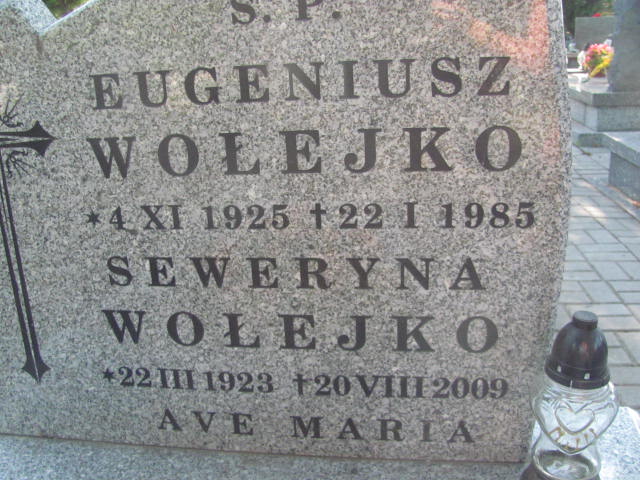 S. P.
EUGENIUSZ
WOŁEJKO
*4 XI 1925 †22 I 1985
SEWERYNA
WOŁEJKO
*22 III 1923 †20 VIII 2009
AVE MARIA